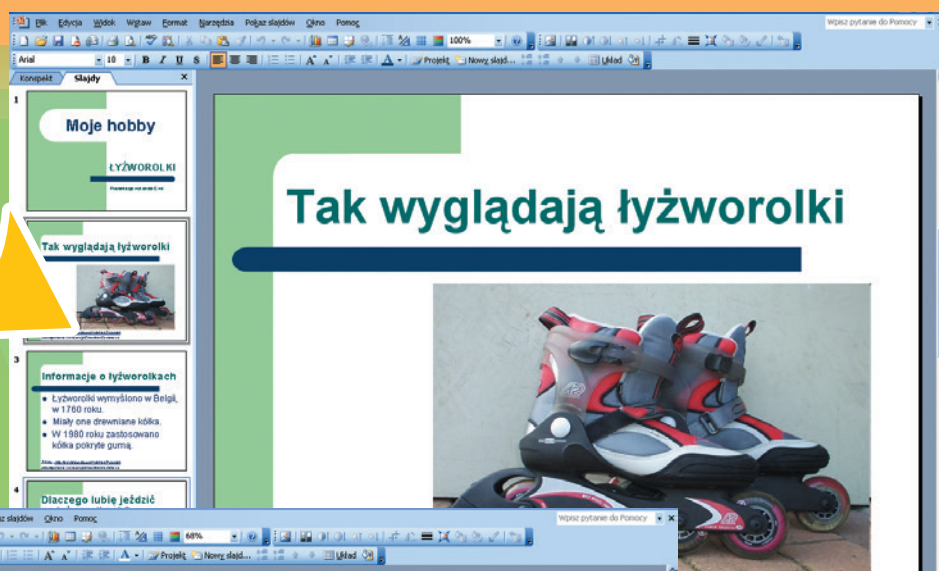 Plik Edycja Widok Wstaw Format Narzędzia Pokaz slajdów Okno Pomoc
Wpisz pytanie do Pomocy
100%
Arial 10 B I U S A A A Projekt Nowy slajd... Układ
Konspekt Slajdy
1
Moje hobby
ŁYŻWOROLKI
Tak wyglądają łyżworolki
3
Informacje o łyżworolkach
• Łyżworolki wymyślono w Belgii,
w 1760 roku.
• Miały one drewniane kółka.
• W 1980 roku zastosowano
kółka pokryte gumą.
4
Dlaczego lubię jeździć
Tak wyglądają łyżworolki
az slajdów Okno Pomoc
Wpisz pytanie do Pomocy
68%
A A A Projekt Nowy slajd... Układ